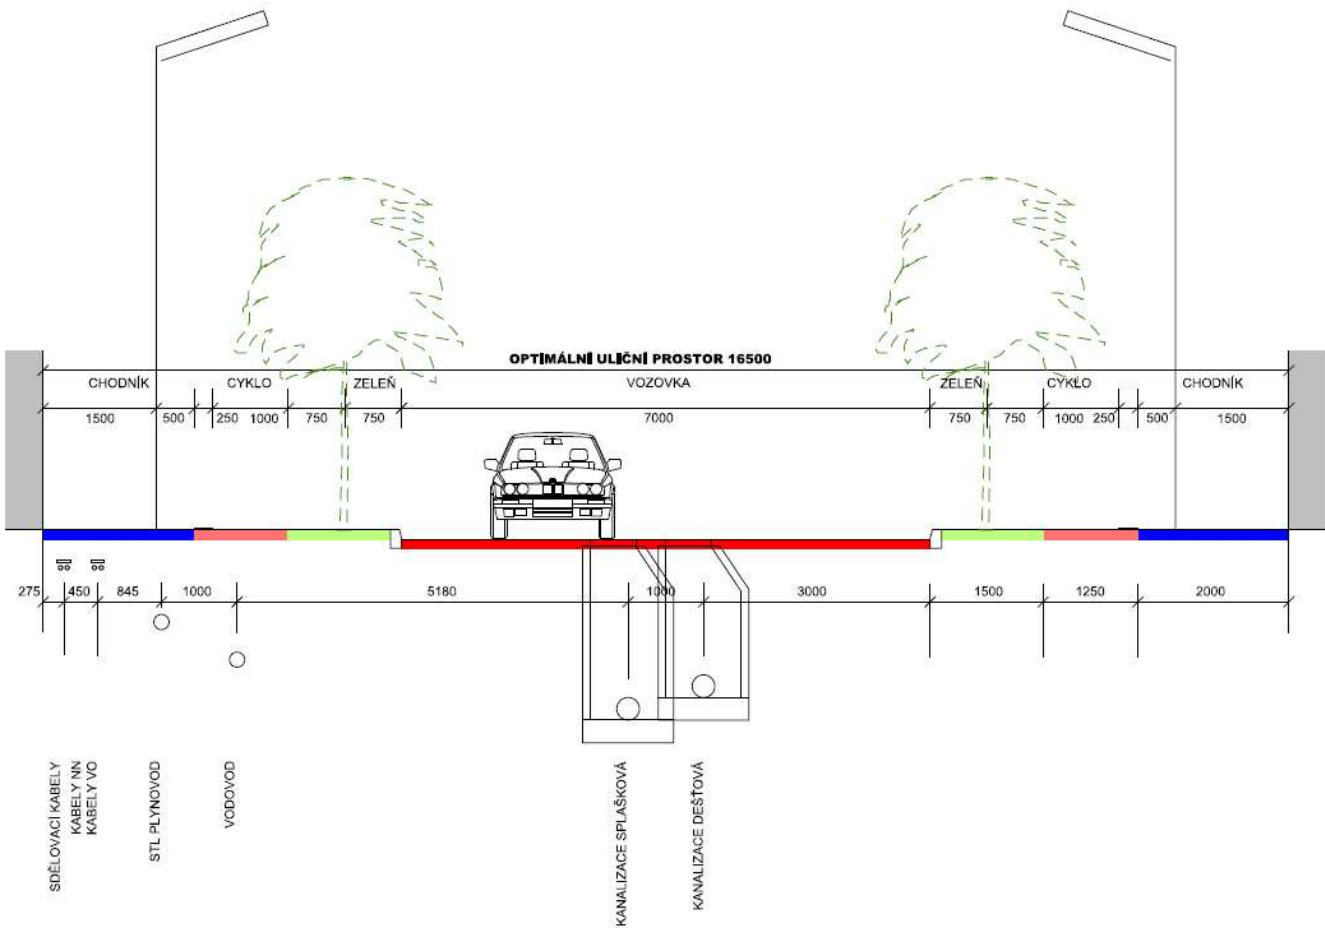 OPTIMÁLNÍ ULIČNÍ PROSTOR 16500
CHODNÍK CYKLO ZELEŇ VOZOVKA ZELEŇ CYKLO CHODNÍK
1500 500 250 1000 750 750 7000 750 750 1000 250 500 1500
275 450 845 1000 5180 1000 3000 1500 1250 2000
SDĚLOVACÍ KABELY
KABELY NN
KABELY VO
STL PLYNOVOD
VODOVOD
KANALIZACE SPLAŠKOVÁ
KANALIZACE DEŠŤOVÁ